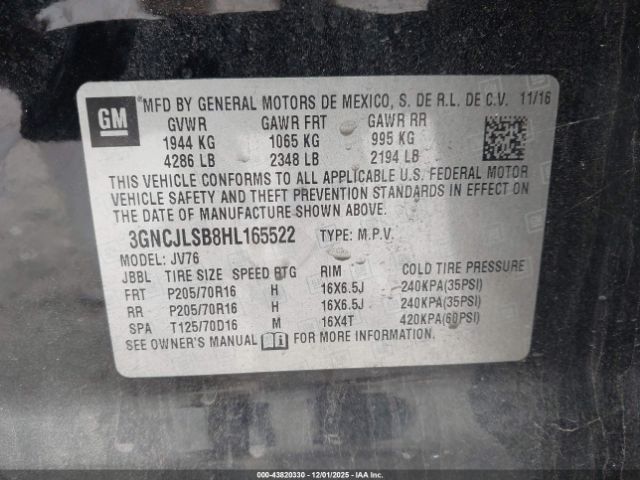 GM
MFD BY GENERAL MOTORS DE MEXICO, S. DE R.L. DE C.V. 11/16
GVWR GAWR FRT GAWR RR
1944 KG 1065 KG 995 KG
4286 LB 2348 LB 2194 LB
THIS VEHICLE CONFORMS TO ALL APPLICABLE U.S. FEDERAL MOTOR
VEHICLE SAFETY AND THEFT PREVENTION STANDARDS IN EFFECT ON
THE DATE OF MANUFACTURE SHOWN ABOVE.
3GNCJLSB8HL165522 TYPE: M.P.V.
MODEL: JV76
JBBL TIRE SIZE SPEED RTG RIM COLD TIRE PRESSURE
FRT P205/70R16 H 16X6.5J 240KPA(35PSI)
RR P205/70R16 H 16X6.5J 240KPA(35PSI)
SPA T125/70D16 M 16X4T 420KPA(60PSI)
SEE OWNER'S MANUAL FOR MORE INFORMATION.
000-43820330 - 12/01/2025 - IAA, Inc.